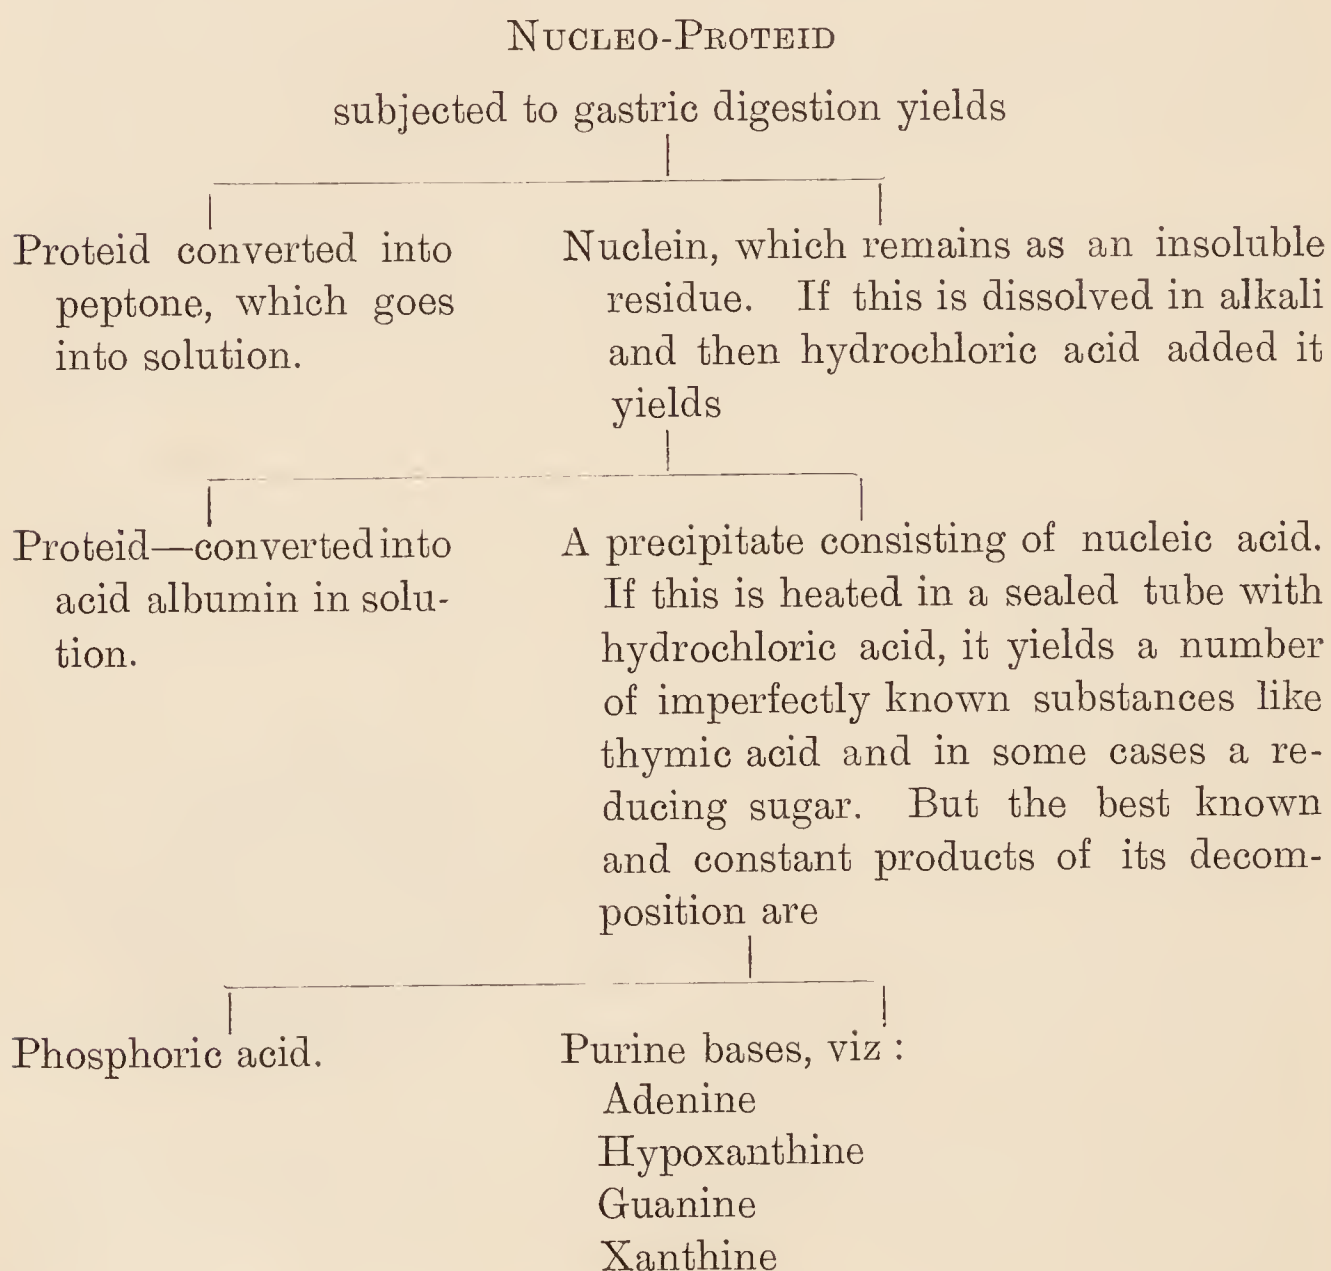 NUCLEO-PROTEID
subjected to gastric digestion yields
Proteid converted into
peptone, which goes
into solution.
Nuclein, which remains as an insoluble
residue. If this is dissolved in alkali
and then hydrochloric acid added it
yields
Proteid—converted into
acid albumin in solu-
tion.
A precipitate consisting of nucleic acid.
If this is heated in a sealed tube with
hydrochloric acid, it yields a number
of imperfectly known substances like
thymic acid and in some cases a re-
ducing sugar. But the best known
and constant products of its decom-
position are
Phosphoric acid.
Purine bases, viz :
Adenine
Hypoxanthine
Guanine
Xanthine